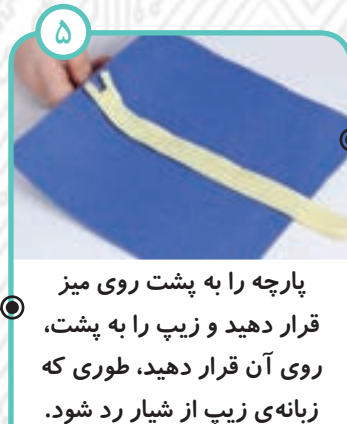 ۵
پارچه را به پشت روی میز
قرار دهید و زیپ را به پشت،
روی آن قرار دهید، طوری که
زبانه‌ی زیپ از شیار رد شود.